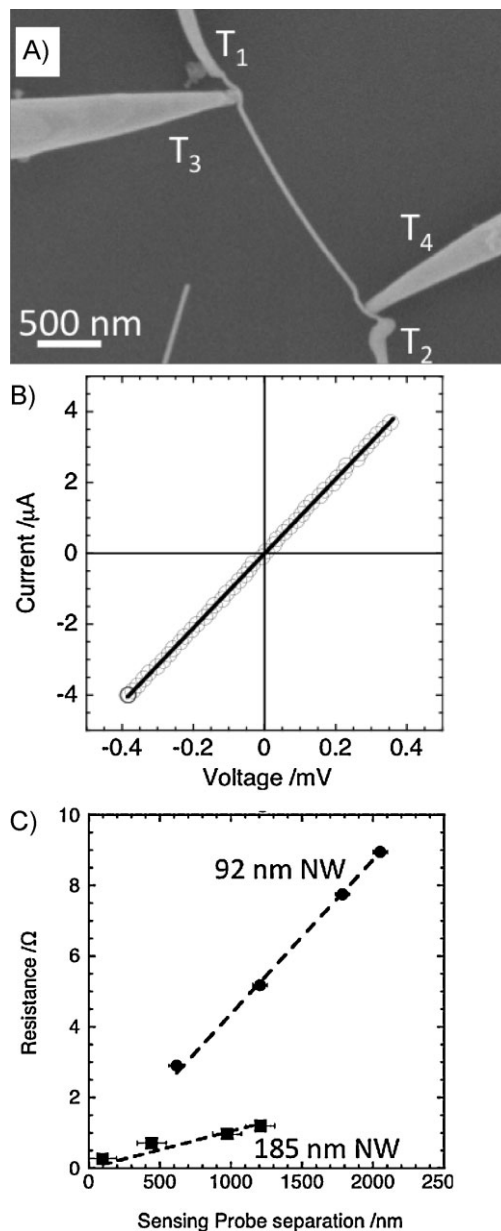 A)
T1
T3
T4
500 nm
T2
B)
4
2
0
-2
-4
Current /μA
-0.4 -0.2 0 0.2 0.4
Voltage /mV
C)
10
8
6
4
2
0
Resistance /Ω
92 nm NW
185 nm NW
0 500 1000 1500 2000 2500
Sensing Probe separation /nm